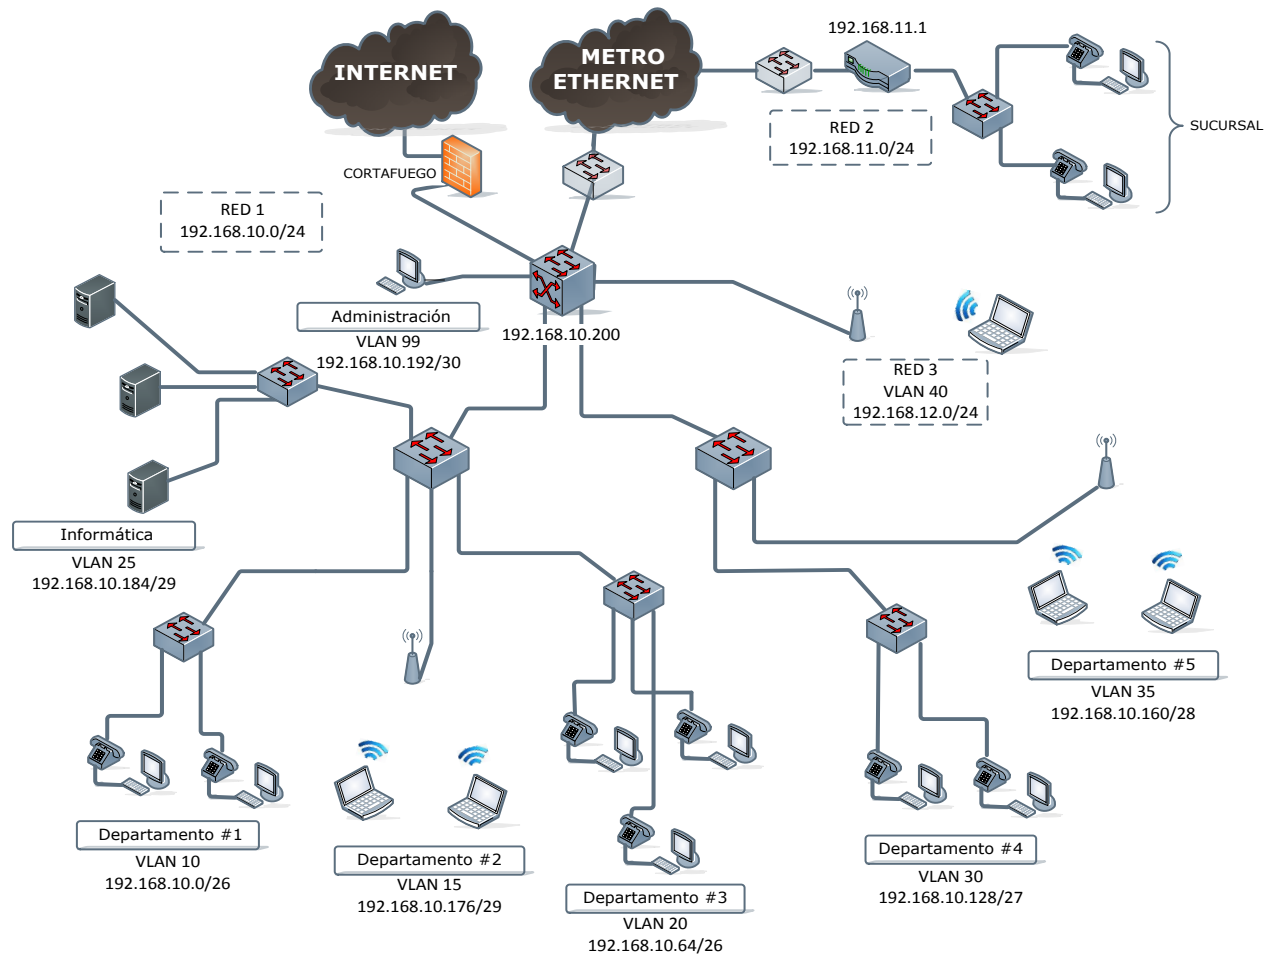 INTERNET
METRO
ETHERNET
192.168.11.1
RED 2
192.168.11.0/24
SUCURSAL
CORTAFUEGO
RED 1
192.168.10.0/24
Administración
VLAN 99
192.168.10.192/30
192.168.10.200
RED 3
VLAN 40
192.168.12.0/24
Informática
VLAN 25
192.168.10.184/29
Departamento #5
VLAN 35
192.168.10.160/28
Departamento #1
VLAN 10
192.168.10.0/26
Departamento #2
VLAN 15
192.168.10.176/29
Departamento #3
VLAN 20
192.168.10.64/26
Departamento #4
VLAN 30
192.168.10.128/27